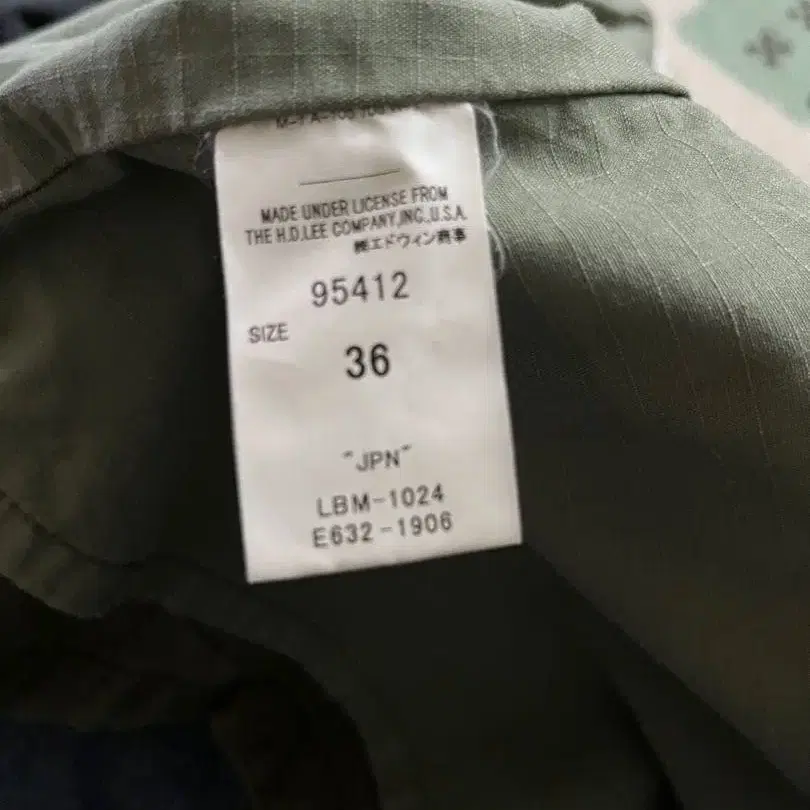 MADE UNDER LICENSE FROM
THE H.D.LEE COMPANY,INC.,U.S.A.
㈱エドウィン商事
95412
SIZE
36
"JPN"
LBM-1024
E632-1906